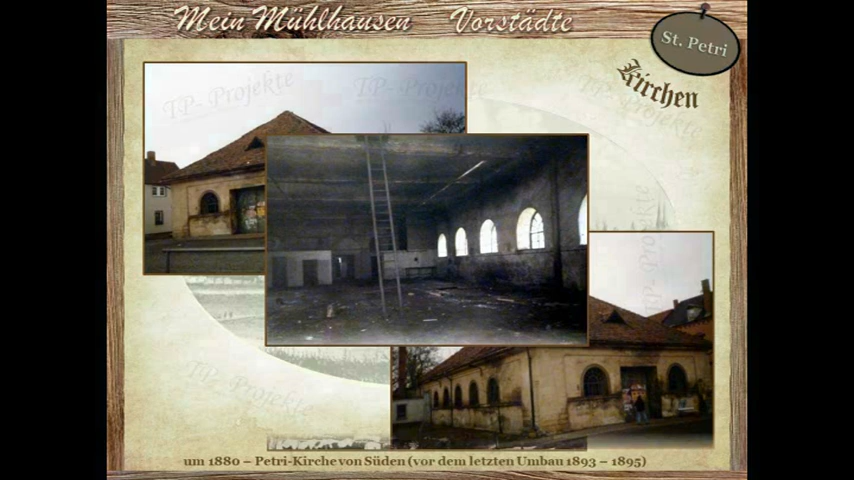 Mein Mühlhausen Vorstädte
St. Petri
Kirchen
TP- Projekte
TP- Projekte
TP- Projekte
TP- Projekte
TP- Projekte
um 1880 – Petri-Kirche von Süden (vor dem letzten Umbau 1893 – 1895)